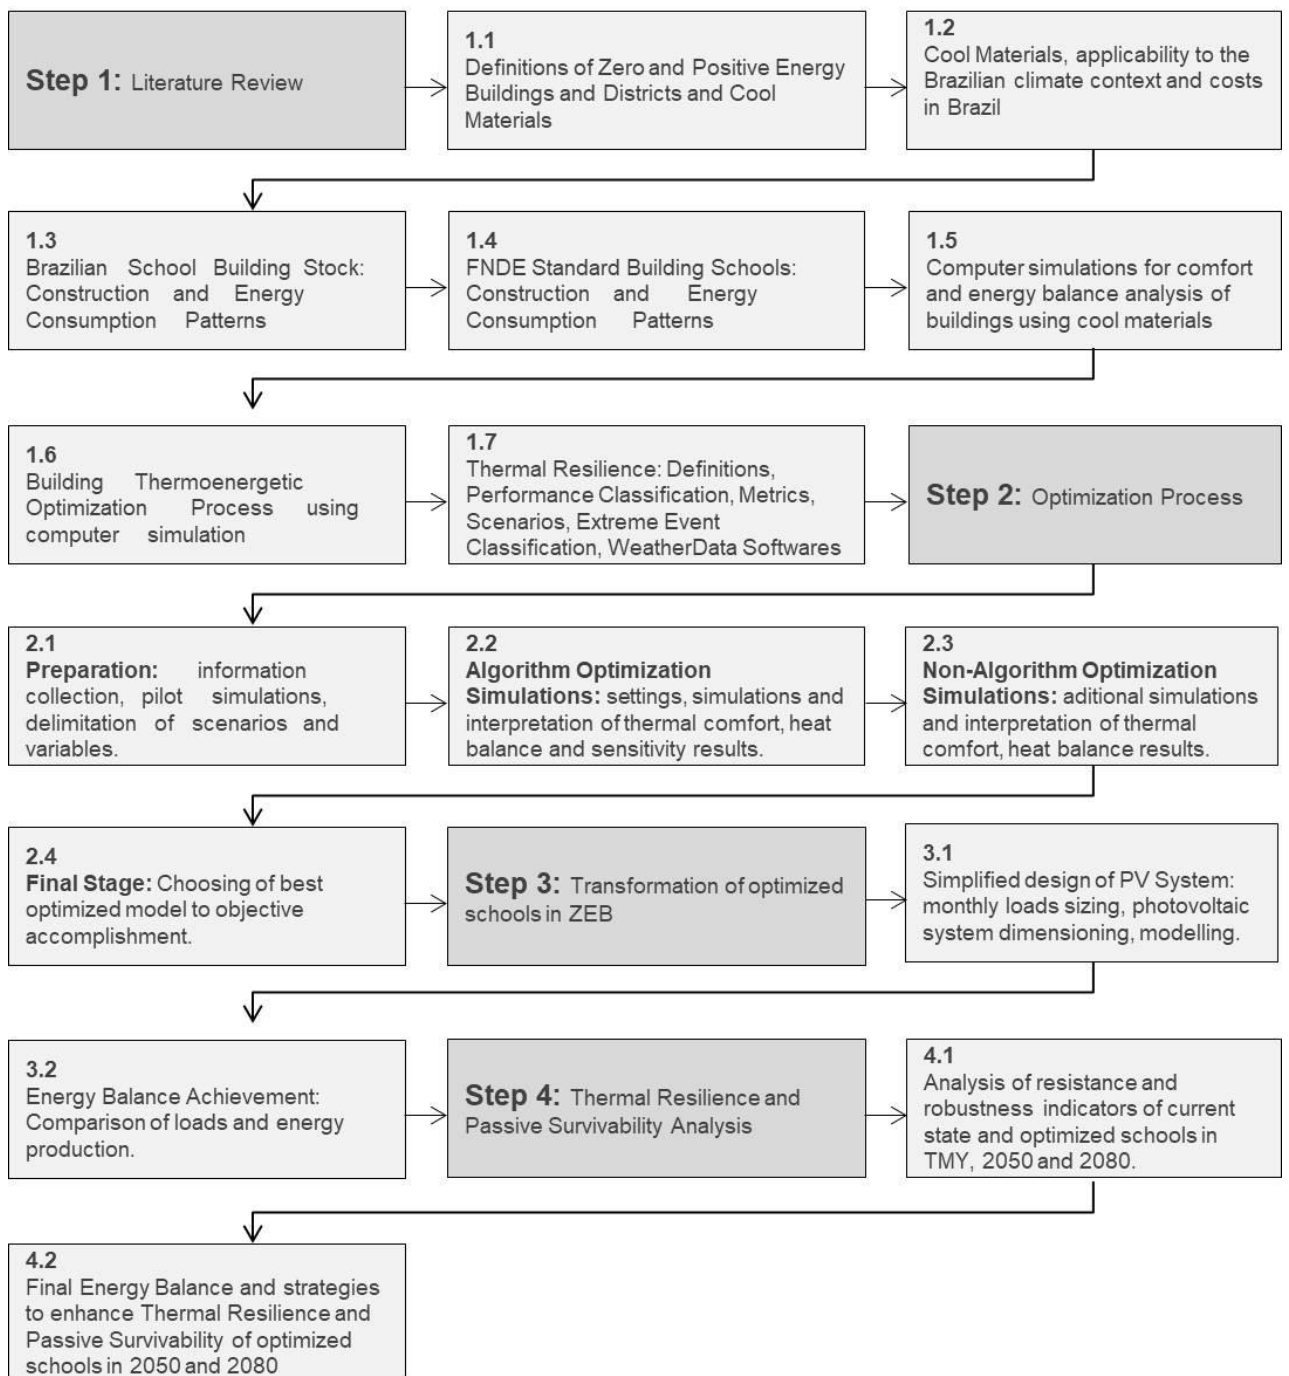 Step 1: Literature Review
1.1
Definitions of Zero and Positive Energy
Buildings and Districts and Cool
Materials
1.2
Cool Materials, applicability to the
Brazilian climate context and costs
in Brazil
1.3
Brazilian School Building Stock:
Construction and Energy
Consumption Patterns
1.4
FNDE Standard Building Schools:
Construction and Energy
Consumption Patterns
1.5
Computer simulations for comfort
and energy balance analysis of
buildings using cool materials
1.6
Building Thermoenergetic
Optimization Process using
computer simulation
1.7
Thermal Resilience: Definitions,
Performance Classification, Metrics,
Scenarios, Extreme Event
Classification, WeatherData Softwares
Step 2: Optimization Process
2.1
Preparation: information
collection, pilot simulations,
delimitation of scenarios and
variables.
2.2
Algorithm Optimization
Simulations: settings, simulations and
interpretation of thermal comfort, heat
balance and sensitivity results.
2.3
Non-Algorithm Optimization
Simulations: aditional simulations
and interpretation of thermal
comfort, heat balance results.
2.4
Final Stage: Choosing of best
optimized model to objective
accomplishment.
Step 3: Transformation of optimized
schools in ZEB
3.1
Simplified design of PV System:
monthly loads sizing, photovoltaic
system dimensioning, modelling.
3.2
Energy Balance Achievement:
Comparison of loads and energy
production.
Step 4: Thermal Resilience and
Passive Survivability Analysis
4.1
Analysis of resistance and
robustness indicators of current
state and optimized schools in
TMY, 2050 and 2080.
4.2
Final Energy Balance and strategies
to enhance Thermal Resilience and
Passive Survivability of optimized
schools in 2050 and 2080